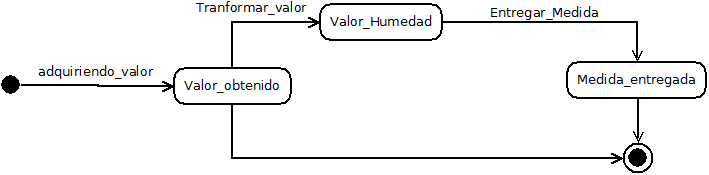 Tranformar_valor
Valor_Humedad
Entregar_Medida
adquiriendo_valor
Valor_obtenido
Medida_entregada